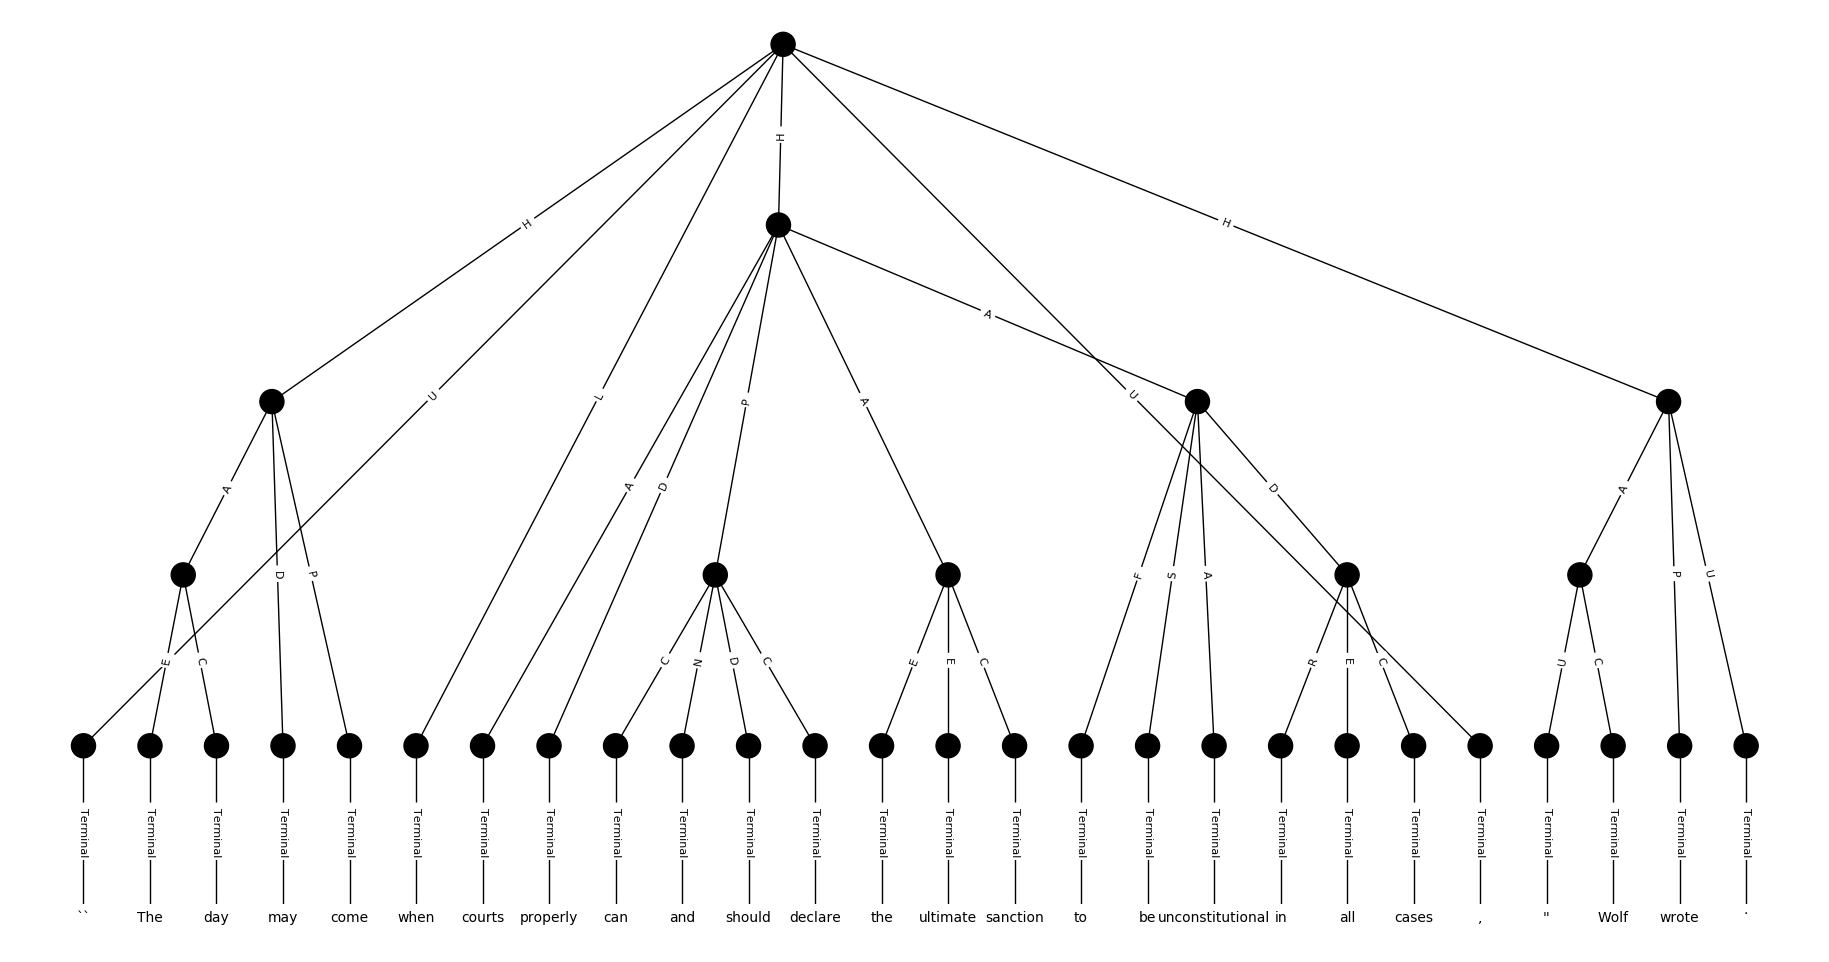 H
H
H
U
L
A
P
A
U
A
D
A
D
A
D
P
F
S
A
P
U
E
C
C
N
D
C
E
E
C
R
E
C
U
C
Terminal Terminal Terminal Terminal Terminal Terminal Terminal Terminal Terminal Terminal Terminal Terminal Terminal Terminal Terminal Terminal Terminal Terminal Terminal Terminal Terminal Terminal Terminal Terminal Terminal Terminal
`` The day may come when courts properly can and should declare the ultimate sanction to be unconstitutional in all cases , " Wolf wrote .